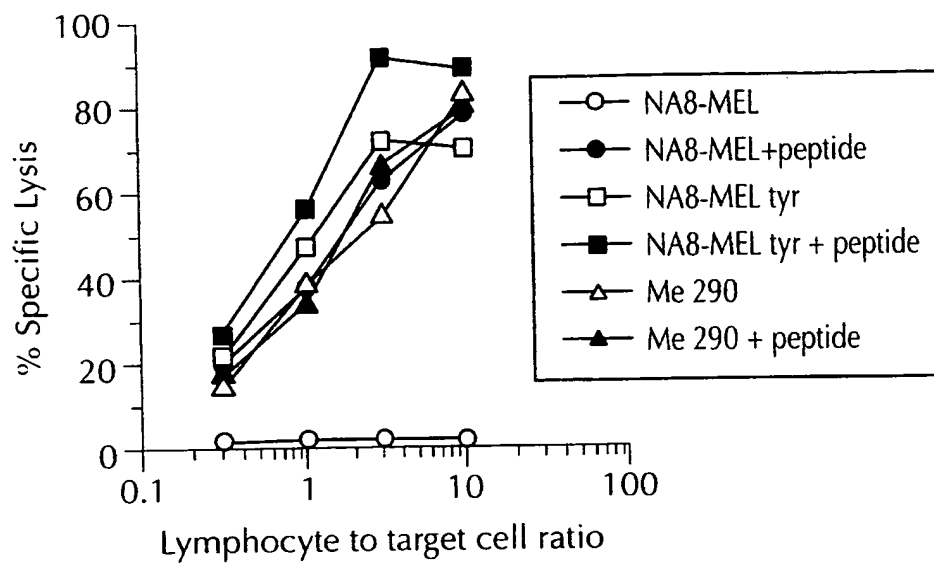 100
80
60
40
20
0
% Specific Lysis
0.1 1 10 100
Lymphocyte to target cell ratio
NA8-MEL
NA8-MEL+peptide
NA8-MEL tyr
NA8-MEL tyr + peptide
Me 290
Me 290 + peptide